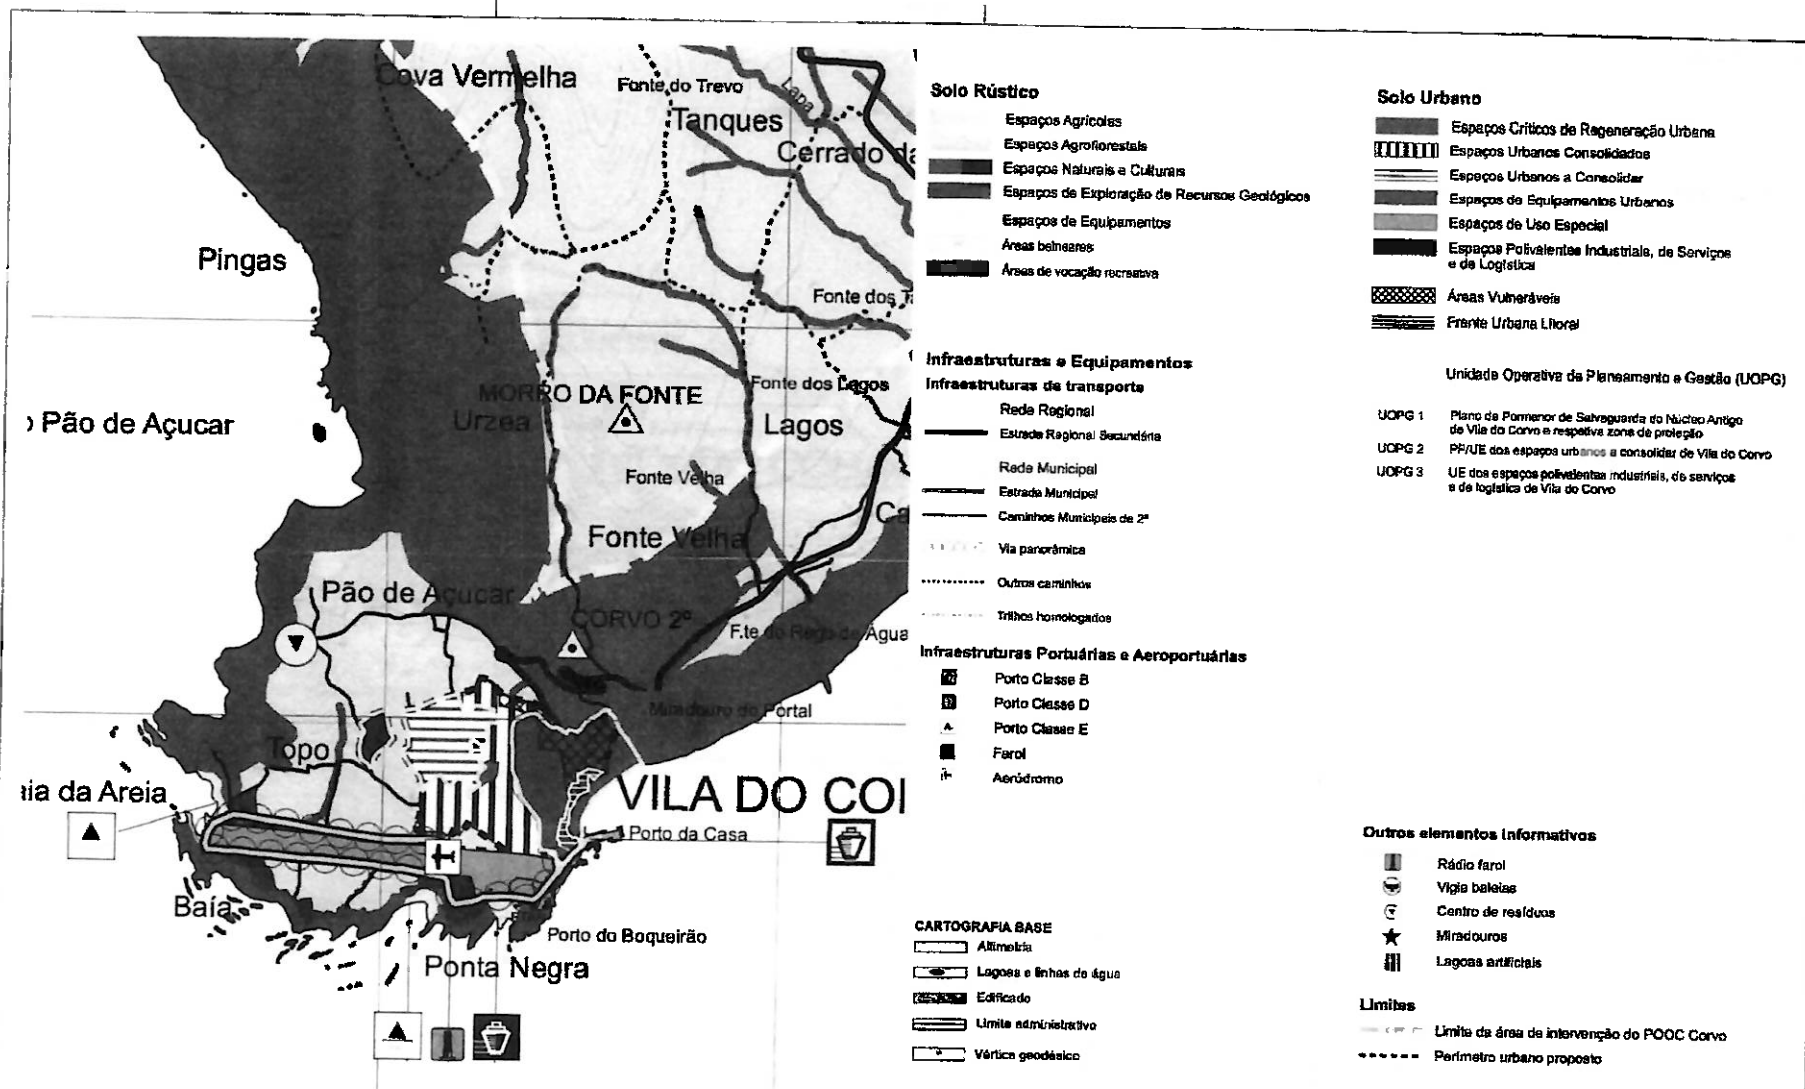 Cova Vermelha
Fonte do Trevo
Tanques
Lapa
Cerrado da
Pingas
Fonte dos
MORRO DA FONTE
Fonte dos Lagos
Urzea
Lagos
Pão de Açucar
Fonte Velha
Fonte Velha
Ca
Pão de Açucar
CORVO 2º
F.te do Rego de Água
Miradouro do Portal
Topo
aia da Areia
VILA DO CO
Porto da Casa
Baía
Porto do Boqueirão
Ponta Negra
Solo Rústico
Espaços Agrícolas
Espaços Agroflorestais
Espaços Naturais e Culturais
Espaços de Exploração de Recursos Geológicos
Espaços de Equipamentos
Áreas balneares
Áreas de vocação recreativa
Infraestruturas e Equipamentos
Infraestruturas de transporte
Rede Regional
Estrada Regional Secundária
Rede Municipal
Estrada Municipal
Caminhos Municipais de 2ª
Via panorâmica
Outros caminhos
Trilhos homologados
Infraestruturas Portuárias e Aeroportuárias
Porto Classe B
Porto Classe D
Porto Classe E
Farol
Aeródromo
CARTOGRAFIA BASE
Altimetria
Lagoas e linhas de água
Edificado
Limite administrativo
Vértice geodésico
Solo Urbano
Espaços Críticos de Regeneração Urbana
Espaços Urbanos Consolidados
Espaços Urbanos a Consolidar
Espaços de Equipamentos Urbanos
Espaços de Uso Especial
Espaços Polivalentes Industriais, de Serviços
e de Logística
Áreas Vulneráveis
Frente Urbana Litoral
Unidade Operativa de Planeamento e Gestão (UOPG)
UOPG 1 Plano de Pormenor de Salvaguarda do Núcleo Antigo
de Vila do Corvo e respetiva zona de proteção
UOPG 2 PP/UE dos espaços urbanos a consolidar de Vila do Corvo
UOPG 3 UE dos espaços polivalentes industriais, de serviços
e de logística de Vila do Corvo
Outros elementos informativos
Rádio farol
Vigia baleias
Centro de resíduos
Miradouros
Lagoas artificiais
Limites
Limite da área de intervenção do POOC Corvo
Perímetro urbano proposto